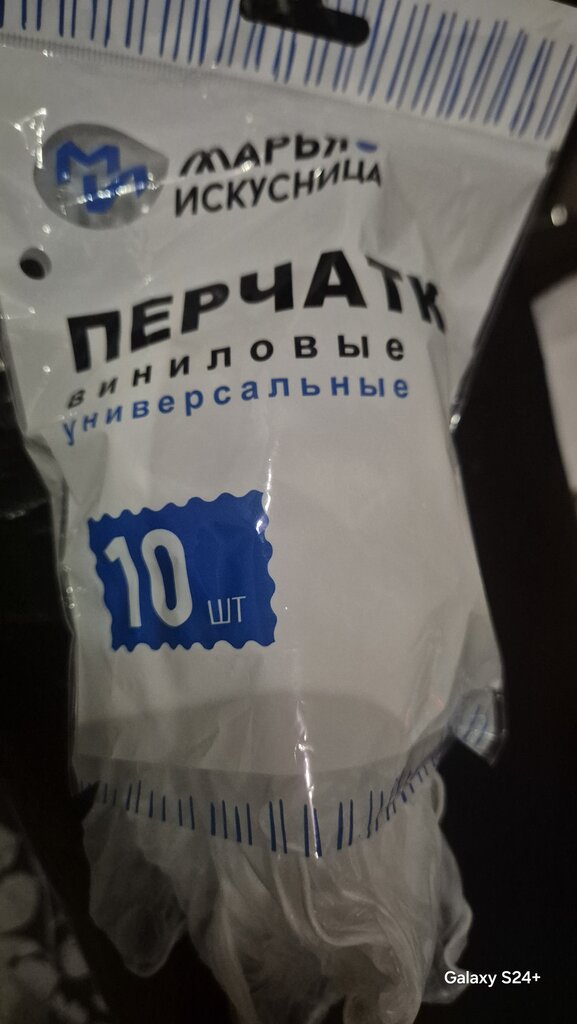 МИ
МАРЬЯ-
ИСКУСНИЦА
ПЕРЧАТК
виниловые
универсальные
10 шт
Galaxy S24+